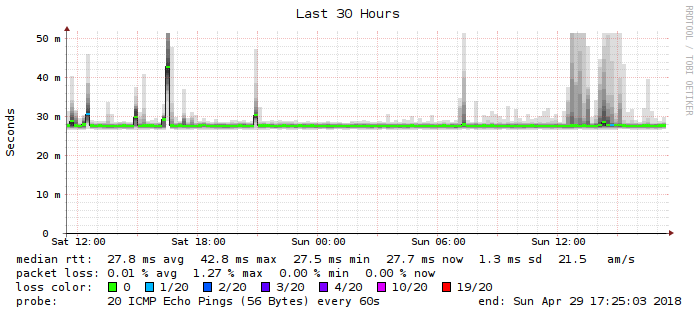 Last 30 Hours
RRDTOOL / TOBI OETIKER
Seconds
50 m
40 m
30 m
20 m
10 m
0
Sat 12:00 Sat 18:00 Sun 00:00 Sun 06:00 Sun 12:00
median rtt: 27.8 ms avg 42.8 ms max 27.5 ms min 27.7 ms now 1.3 ms sd 21.5 am/s
packet loss: 0.01 % avg 1.27 % max 0.00 % min 0.00 % now
loss color: 0 1/20 2/20 3/20 4/20 10/20 19/20
probe: 20 ICMP Echo Pings (56 Bytes) every 60s end: Sun Apr 29 17:25:03 2018